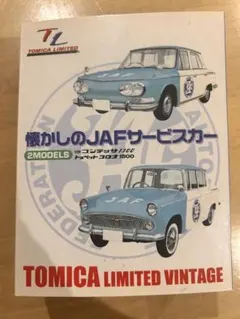 TL
TOMICA LIMITED
懐かしのJAFサービスカー
2MODELS
日野コンテッサ1300
トヨペットコロナ1500
JAF
TOMICA LIMITED VINTAGE